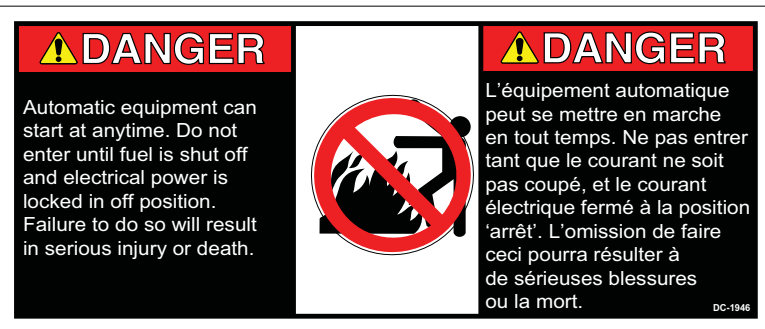 DANGER
Automatic equipment can
start at anytime. Do not
enter until fuel is shut off
and electrical power is
locked in off position.
Failure to do so will result
in serious injury or death.
DANGER
L'équipement automatique
peut se mettre en marche
en tout temps. Ne pas entrer
tant que le courant ne soit
pas coupé, et le courant
électrique fermé à la position
‘arrêt’. L'omission de faire
ceci pourra résulter à
de sérieuses blessures
ou la mort.
DC-1946